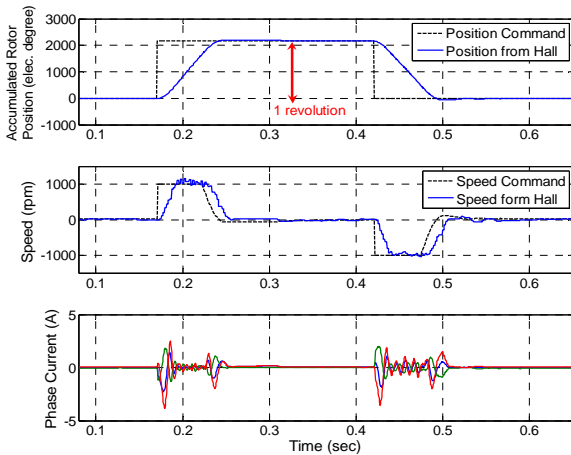 3000
2000
1000
0
-1000
Accumulated Rotor
Position (elec. degree)
Position Command
Position from Hall
1 revolution
0.1 0.2 0.3 0.4 0.5 0.6
1000
0
-1000
Speed (rpm)
Speed Command
Speed form Hall
0.1 0.2 0.3 0.4 0.5 0.6
5
0
-5
Phase Current (A)
0.1 0.2 0.3 0.4 0.5 0.6
Time (sec)